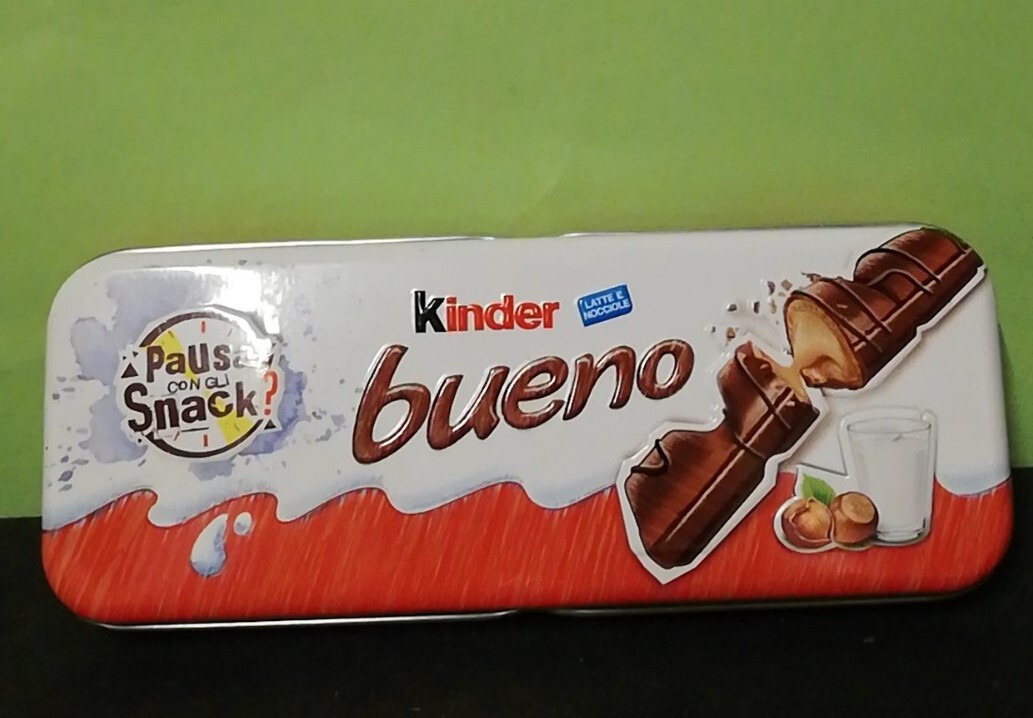 Pausa
CON GLI
Snack?
kinder
LATTE E
NOCCIOLE
bueno